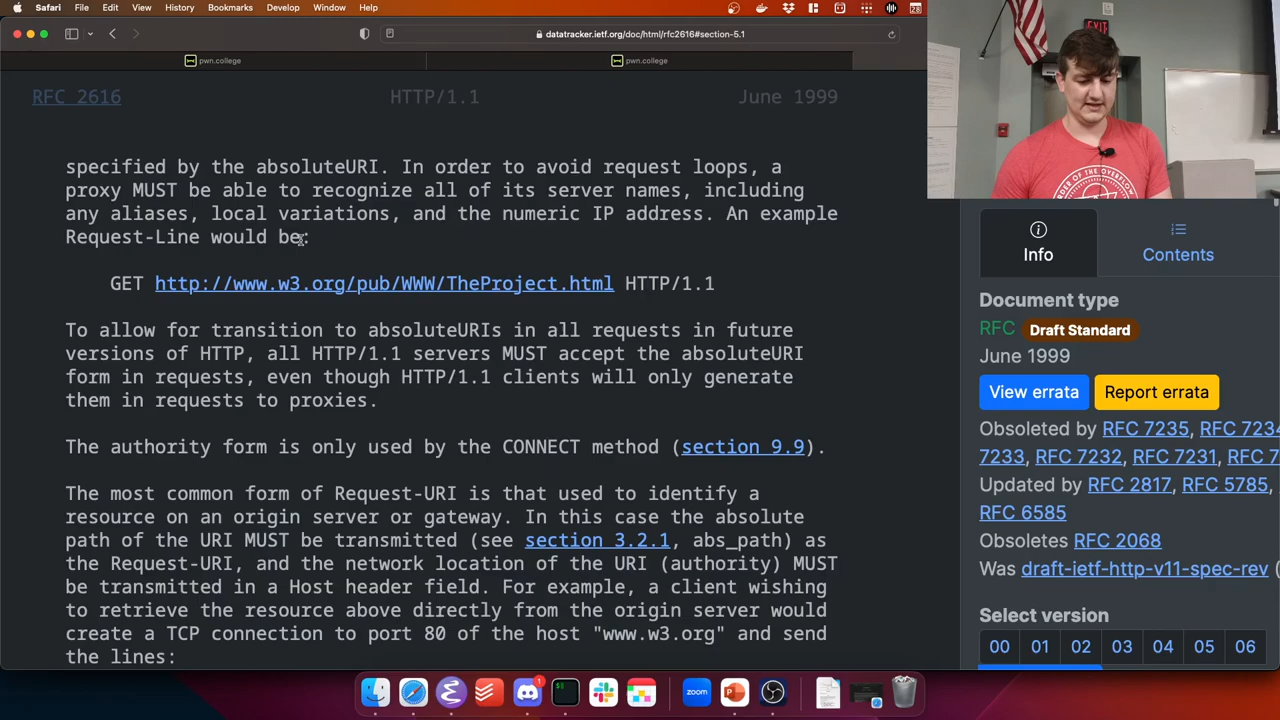 Safari File Edit View History Bookmarks Develop Window Help
datatracker.ietf.org/doc/html/rfc2616#section-5.1
pwn.college
pwn.college
EXIT
RFC 2616 HTTP/1.1 June 1999
specified by the absoluteURI. In order to avoid request loops, a
proxy MUST be able to recognize all of its server names, including
any aliases, local variations, and the numeric IP address. An example
Request-Line would be:
GET http://www.w3.org/pub/WWW/TheProject.html HTTP/1.1
To allow for transition to absoluteURIs in all requests in future
versions of HTTP, all HTTP/1.1 servers MUST accept the absoluteURI
form in requests, even though HTTP/1.1 clients will only generate
them in requests to proxies.
The authority form is only used by the CONNECT method (section 9.9).
The most common form of Request-URI is that used to identify a
resource on an origin server or gateway. In this case the absolute
path of the URI MUST be transmitted (see section 3.2.1, abs_path) as
the Request-URI, and the network location of the URI (authority) MUST
be transmitted in a Host header field. For example, a client wishing
to retrieve the resource above directly from the origin server would
create a TCP connection to port 80 of the host "www.w3.org" and send
the lines:
Info Contents
Document type
RFC Draft Standard
June 1999
View errata Report errata
Obsoleted by RFC 7235, RFC 7234
7233, RFC 7232, RFC 7231, RFC 7
Updated by RFC 2817, RFC 5785,
RFC 6585
Obsoletes RFC 2068
Was draft-ietf-http-v11-spec-rev (
Select version
00 01 02 03 04 05 06
zoom
1